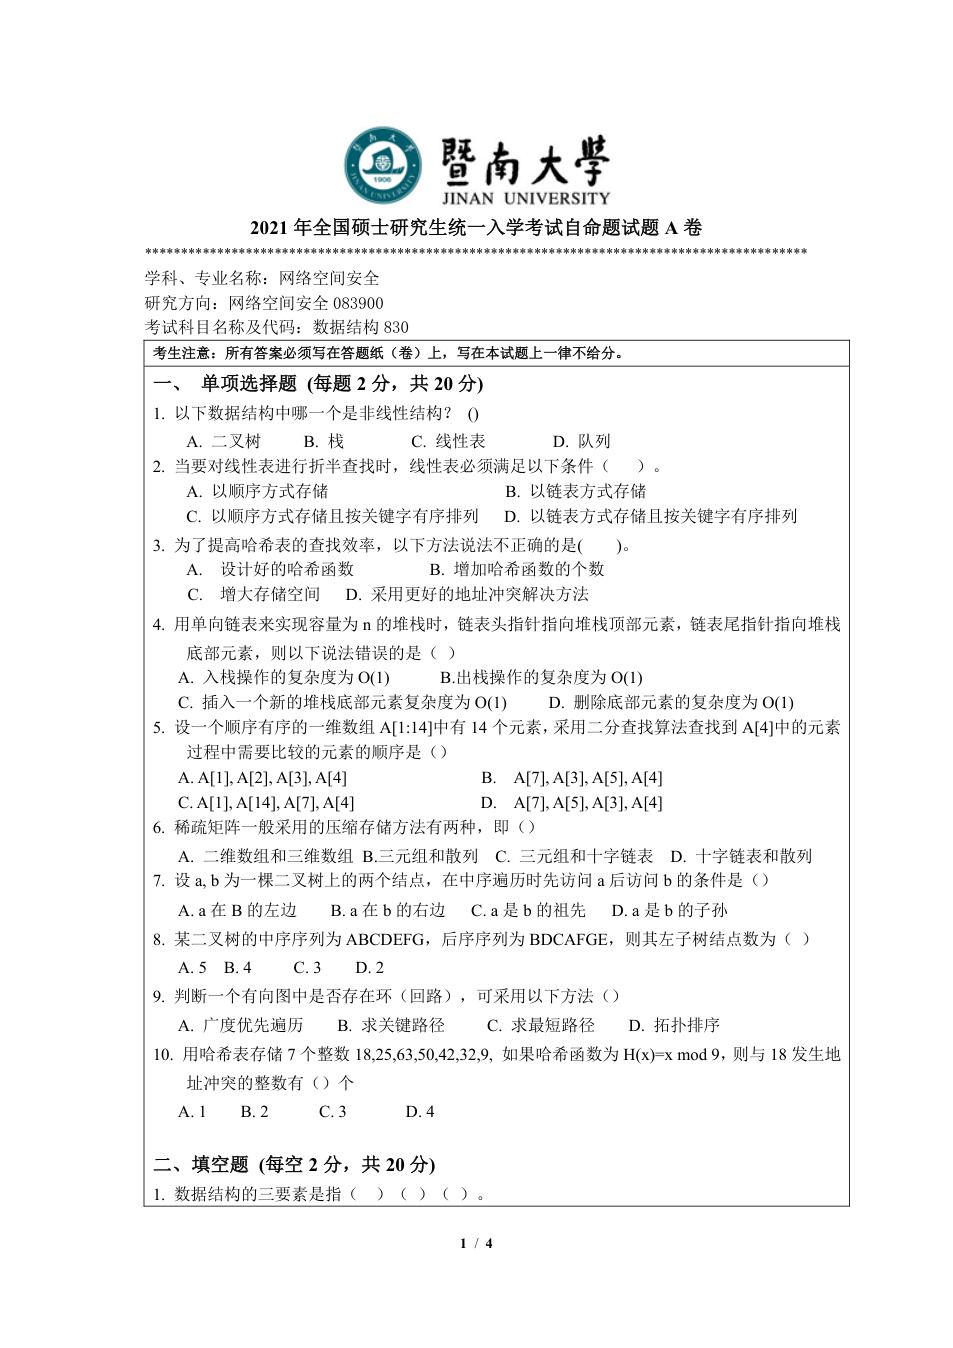 暨南大学
JINAN UNIVERSITY
1906
2021 年全国硕士研究生统一入学考试自命题试题 A 卷
********************************************************************************************
学科、专业名称：网络空间安全
研究方向：网络空间安全 083900
考试科目名称及代码：数据结构 830
考生注意：所有答案必须写在答题纸（卷）上，写在本试题上一律不给分。
一、 单项选择题 (每题 2 分，共 20 分)
1. 以下数据结构中哪一个是非线性结构？ ()
A. 二叉树 B. 栈 C. 线性表 D. 队列
2. 当要对线性表进行折半查找时，线性表必须满足以下条件（ ）。
A. 以顺序方式存储 B. 以链表方式存储
C. 以顺序方式存储且按关键字有序排列 D. 以链表方式存储且按关键字有序排列
3. 为了提高哈希表的查找效率，以下方法说法不正确的是( )。
A. 设计好的哈希函数 B. 增加哈希函数的个数
C. 增大存储空间 D. 采用更好的地址冲突解决方法
4. 用单向链表来实现容量为 n 的堆栈时，链表头指针指向堆栈顶部元素，链表尾指针指向堆栈
底部元素，则以下说法错误的是（ ）
A. 入栈操作的复杂度为 O(1) B.出栈操作的复杂度为 O(1)
C. 插入一个新的堆栈底部元素复杂度为 O(1) D. 删除底部元素的复杂度为 O(1)
5. 设一个顺序有序的一维数组 A[1:14]中有 14 个元素，采用二分查找算法查找到 A[4]中的元素
过程中需要比较的元素的顺序是（）
A. A[1], A[2], A[3], A[4] B. A[7], A[3], A[5], A[4]
C. A[1], A[14], A[7], A[4] D. A[7], A[5], A[3], A[4]
6. 稀疏矩阵一般采用的压缩存储方法有两种，即（）
A. 二维数组和三维数组 B.三元组和散列 C. 三元组和十字链表 D. 十字链表和散列
7. 设 a, b 为一棵二叉树上的两个结点，在中序遍历时先访问 a 后访问 b 的条件是（）
A. a 在 B 的左边 B. a 在 b 的右边 C. a 是 b 的祖先 D. a 是 b 的子孙
8. 某二叉树的中序序列为 ABCDEFG，后序序列为 BDCAFGE，则其左子树结点数为（ ）
A. 5 B. 4 C. 3 D. 2
9. 判断一个有向图中是否存在环（回路），可采用以下方法（）
A. 广度优先遍历 B. 求关键路径 C. 求最短路径 D. 拓扑排序
10. 用哈希表存储 7 个整数 18,25,63,50,42,32,9, 如果哈希函数为 H(x)=x mod 9，则与 18 发生地
址冲突的整数有（）个
A. 1 B. 2 C. 3 D. 4
二、填空题 (每空 2 分，共 20 分)
1. 数据结构的三要素是指（ ）（ ）（ ）。
1 / 4